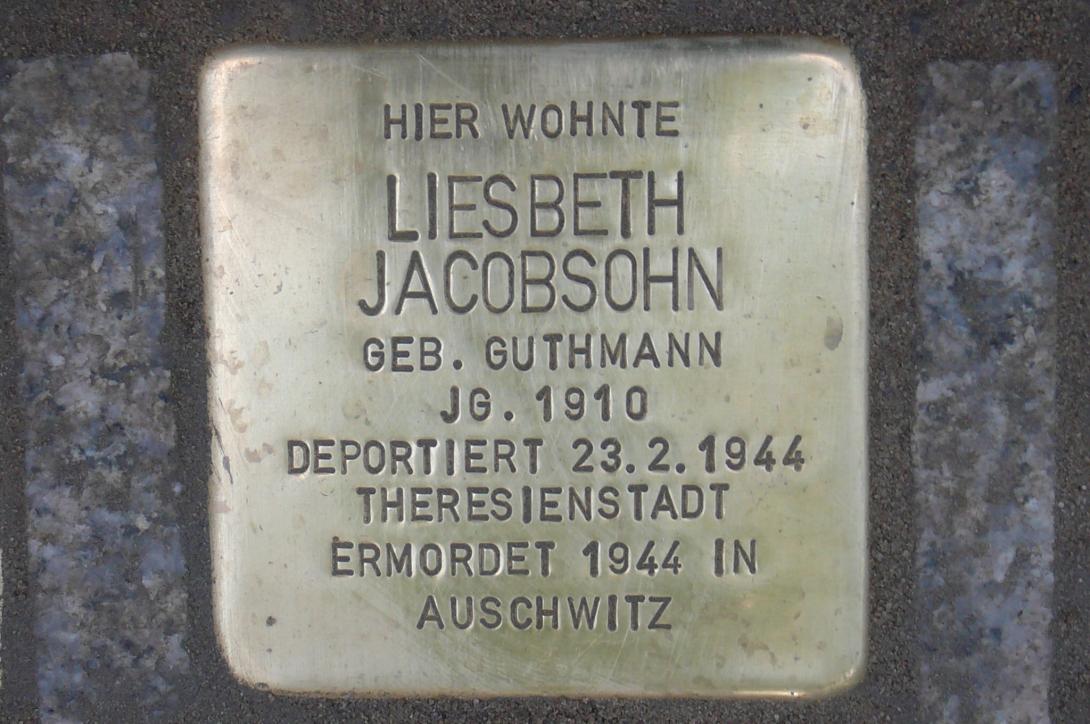 HIER WOHNTE
LIESBETH
JACOBSOHN
GEB. GUTHMANN
JG. 1910
DEPORTIERT 23.2.1944
THERESIENSTADT
ERMORDET 1944 IN
AUSCHWITZ